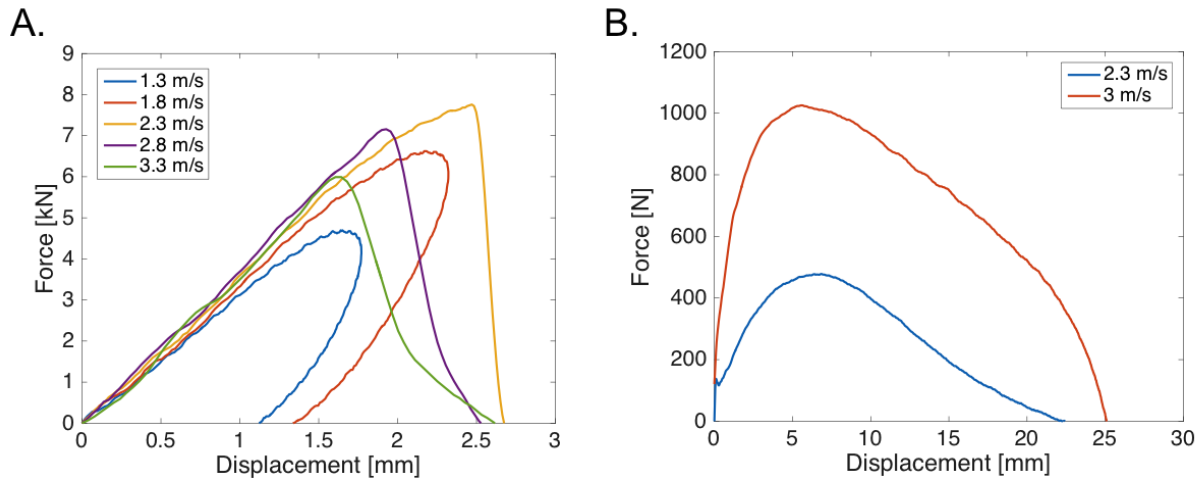 A.
9
8
7
6
5
4
3
2
1
0
Force [kN]
1.3 m/s
1.8 m/s
2.3 m/s
2.8 m/s
3.3 m/s
0 0.5 1 1.5 2 2.5 3
Displacement [mm]
B.
1200
1000
800
600
400
200
0
Force [N]
2.3 m/s
3 m/s
0 5 10 15 20 25 30
Displacement [mm]